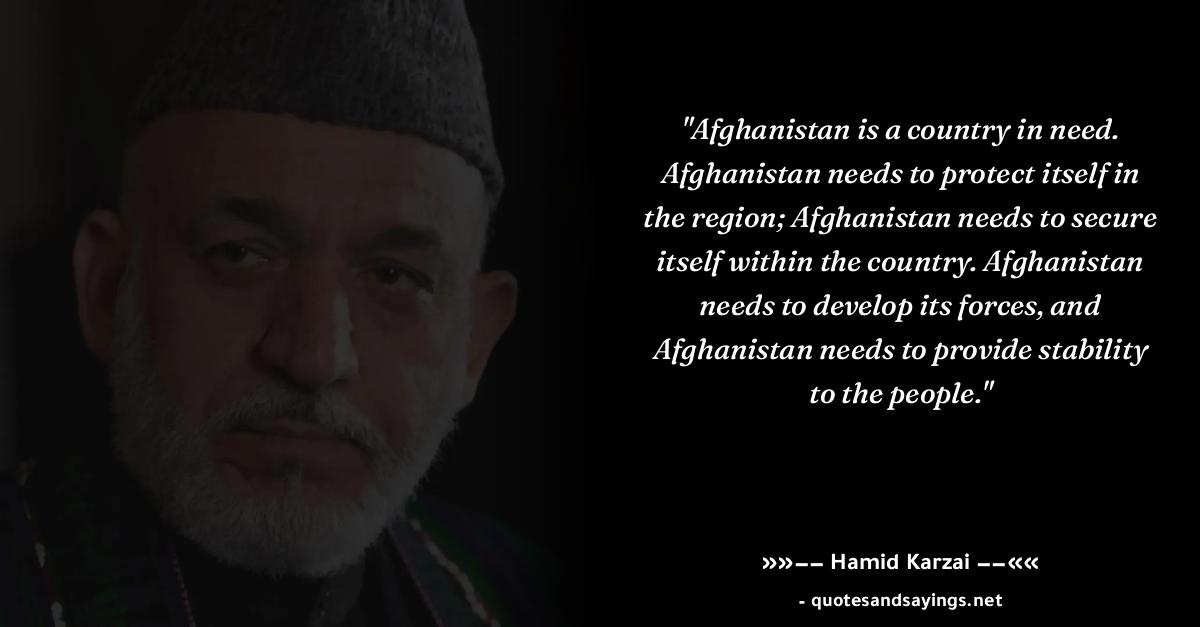 "Afghanistan is a country in need.
Afghanistan needs to protect itself in
the region; Afghanistan needs to secure
itself within the country. Afghanistan
needs to develop its forces, and
Afghanistan needs to provide stability
to the people."
»»−− Hamid Karzai −−««
- quotesandsayings.net